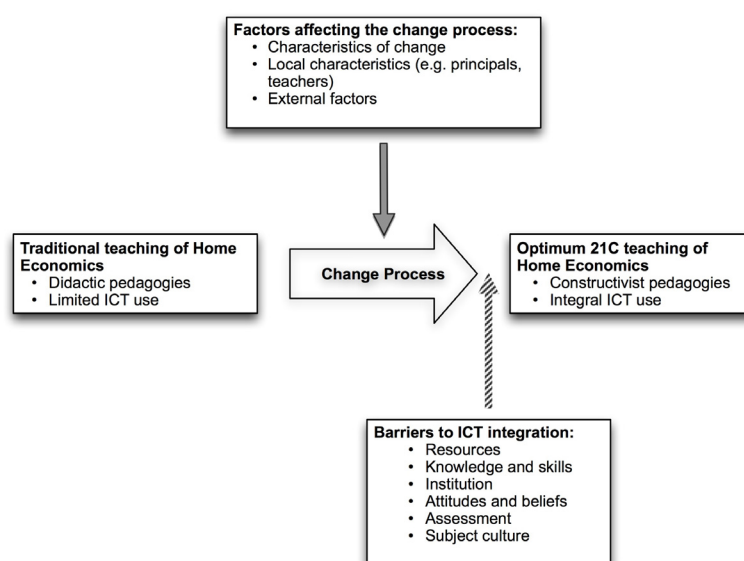 Factors affecting the change process:
• Characteristics of change
• Local characteristics (e.g. principals,
teachers)
• External factors
Traditional teaching of Home
Economics
• Didactic pedagogies
• Limited ICT use
Change Process
Optimum 21C teaching of
Home Economics
• Constructivist pedagogies
• Integral ICT use
Barriers to ICT integration:
• Resources
• Knowledge and skills
• Institution
• Attitudes and beliefs
• Assessment
• Subject culture